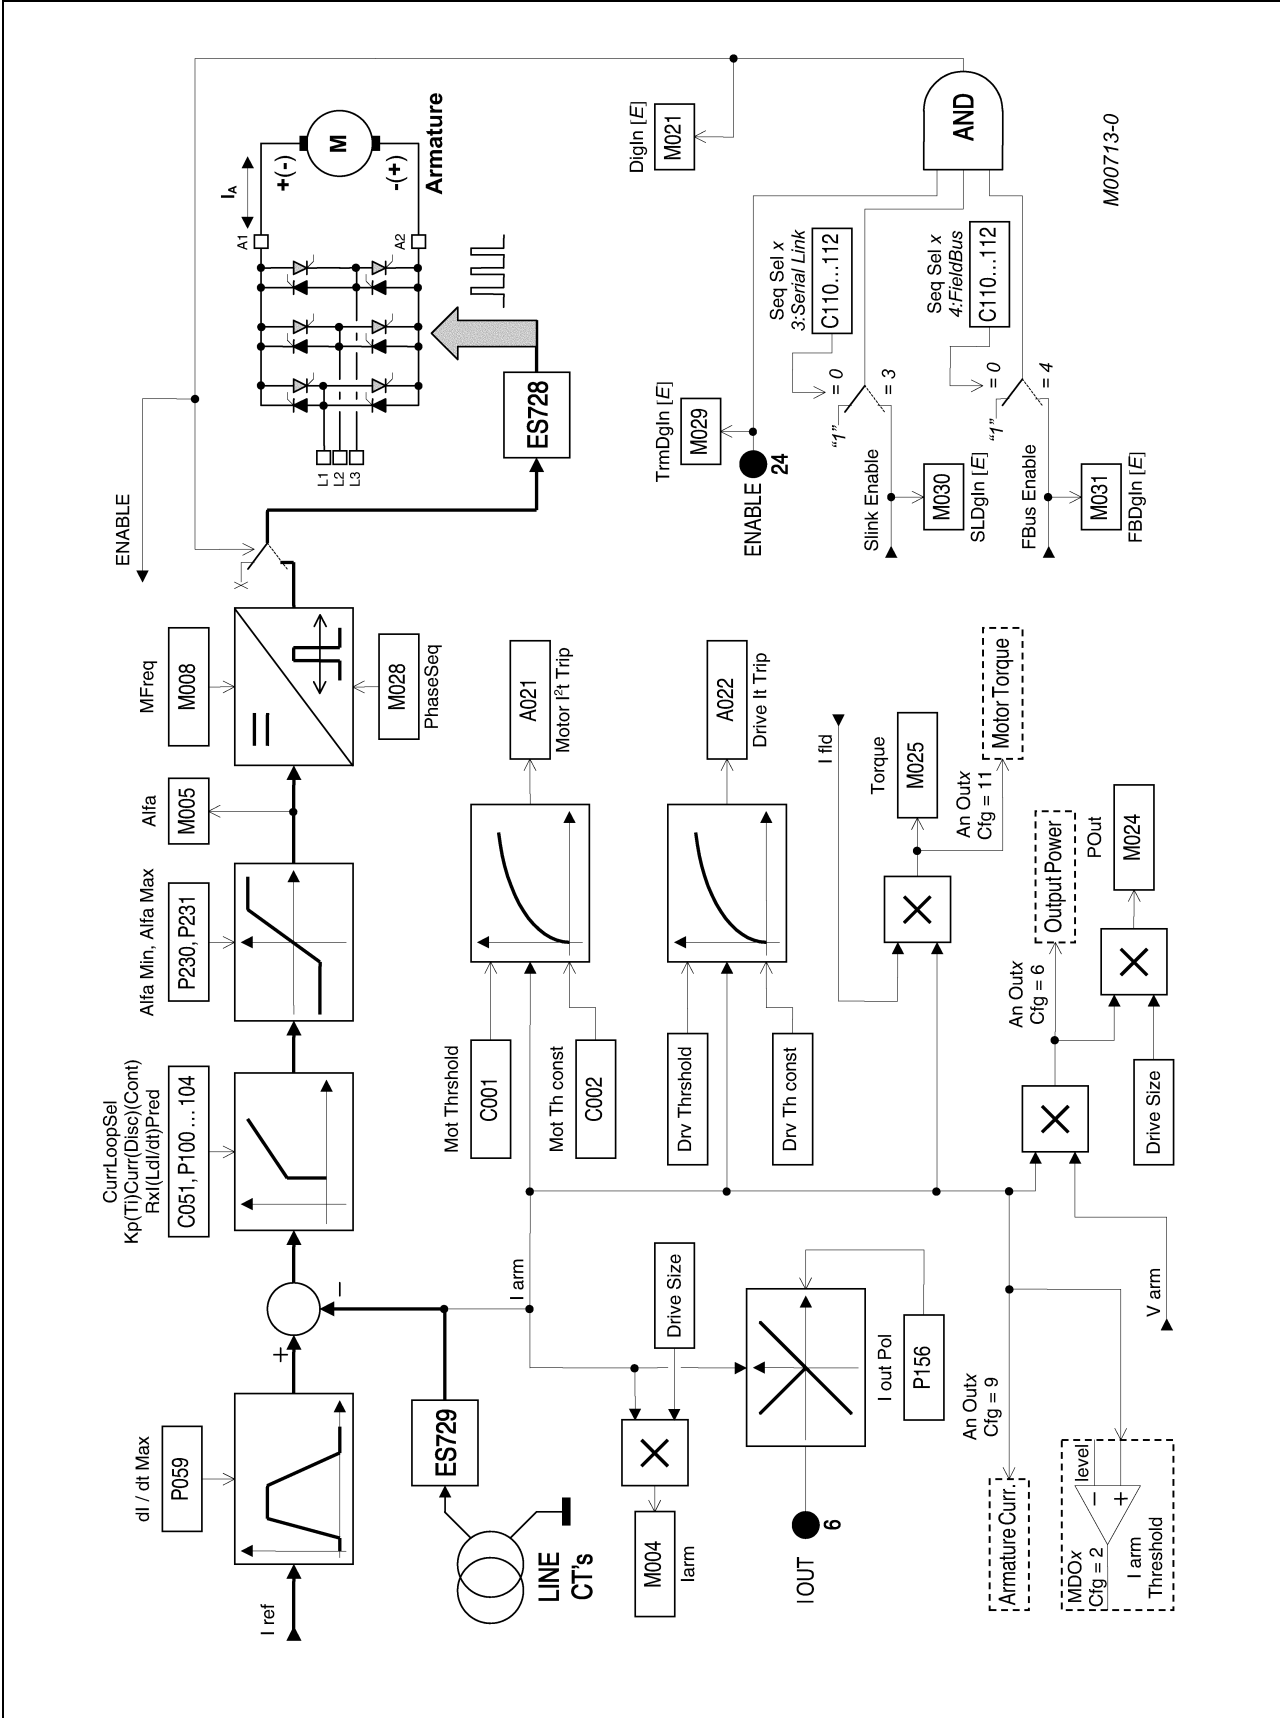 I ref
dI / dt Max
P059
+
−
CurrLoopSel
Kp(Ti)Curr(Disc)(Cont)
RxI(LdI/dt)Pred
C051, P100 ... 104
Alfa Min, Alfa Max
P230, P231
Alfa
M005
MFreq
M008
=
M028
PhaseSeq
ENABLE
X
L1
L2
L3
A1
A2
IA
+(-)
-(+)
M
Armature
ES728
LINE
CT's
ES729
I arm
Mot Thrshold
C001
Mot Th const
C002
A021
Motor I²t Trip
Drv Thrshold
Drv Th const
A022
Drive It Trip
Drive Size
X
M004
Iarm
IOUT
6
I out Pol
P156
I fld
X
Torque
M025
An Outx
Cfg = 11
Motor Torque
An Outx
Cfg = 6
Output Power
X
POut
M024
X
Drive Size
V arm
An Outx
Cfg = 9
Armature Curr.
MDOx
Cfg = 2
level
−
+
I arm
Threshold
TrmDgIn [E]
M029
ENABLE
24
DigIn [E]
M021
Seq Sel x
3:Serial Link
C110...112
"1"
= 0
= 3
Slink Enable
M030
SLDgIn [E]
Seq Sel x
4:FieldBus
C110...112
"1"
= 0
= 4
FBus Enable
M031
FBDgIn [E]
AND
M00713-0